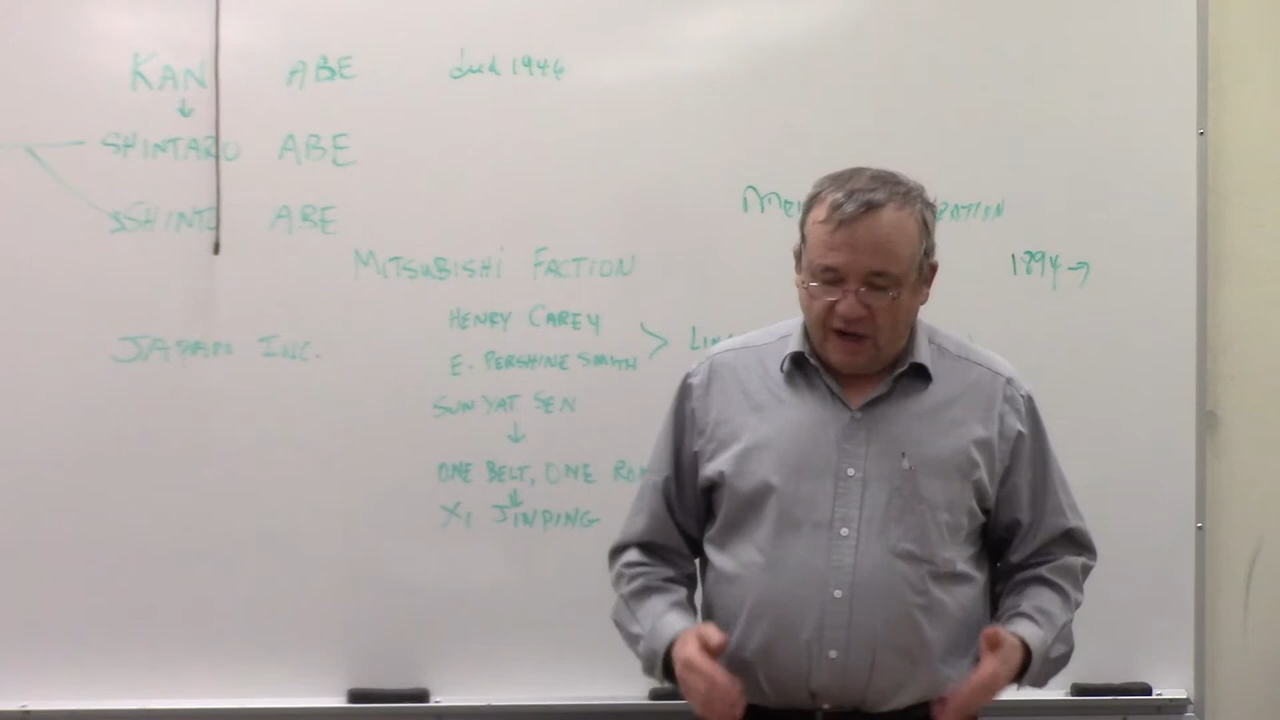 KAN ABE died 1946
SHINTARO ABE
SHINTO ABE
MITSUBISHI FACTION
1894 →
HENRY CAREY
JAPAN INC.
E. PERSHINE SMITH
SUN YAT SEN
ONE BELT, ONE
XI JINPING